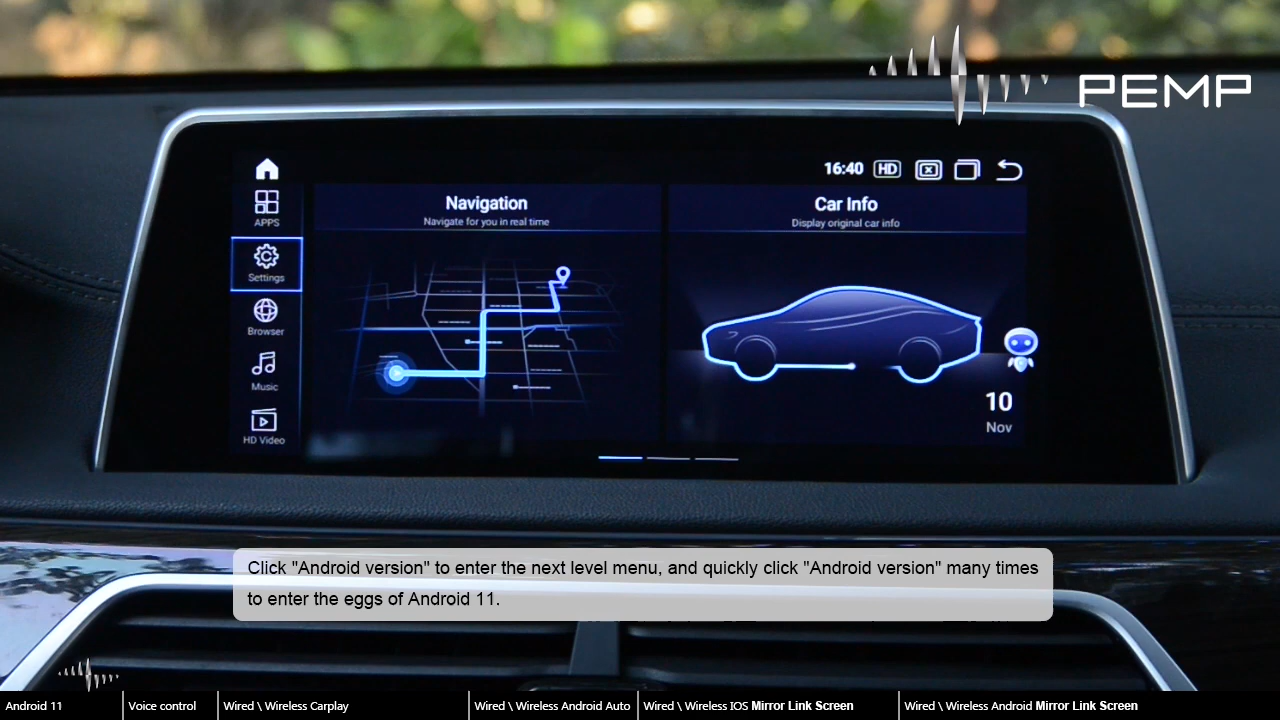 PEMP
16:40 HD
APPS
Settings
Browser
Music
HD Video
Navigation
Navigate for you in real time
Car Info
Display original car info
10
Nov
Click "Android version" to enter the next level menu, and quickly click "Android version" many times
to enter the eggs of Android 11.
Android 11
Voice control
Wired \ Wireless Carplay
Wired \ Wireless Android Auto
Wired \ Wireless IOS Mirror Link Screen
Wired \ Wireless Android Mirror Link Screen